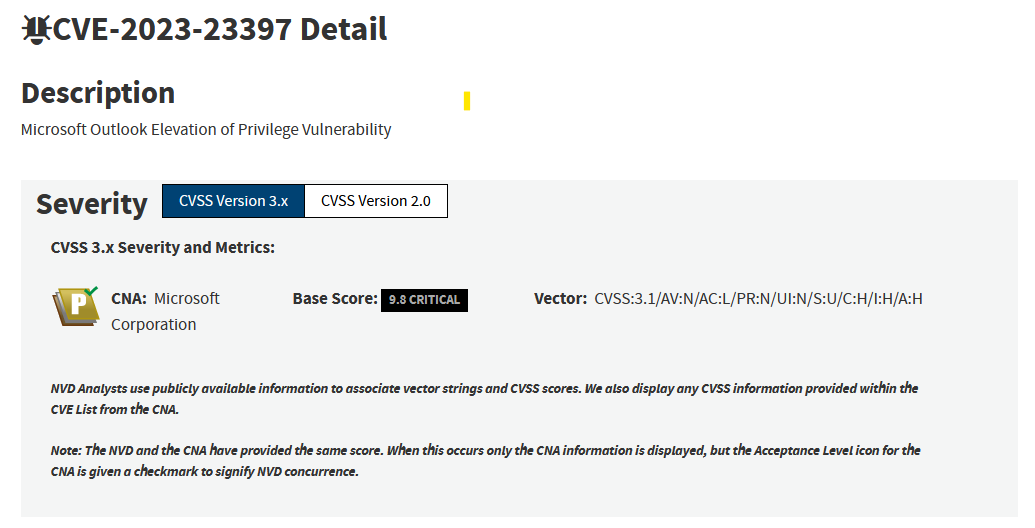 CVE-2023-23397 Detail
Description
Microsoft Outlook Elevation of Privilege Vulnerability
Severity CVSS Version 3.x CVSS Version 2.0
CVSS 3.x Severity and Metrics:
P CNA: Microsoft Corporation Base Score: 9.8 CRITICAL Vector: CVSS:3.1/AV:N/AC:L/PR:N/UI:N/S:U/C:H/I:H/A:H
NVD Analysts use publicly available information to associate vector strings and CVSS scores. We also display any CVSS information provided within the
CVE List from the CNA.
Note: The NVD and the CNA have provided the same score. When this occurs only the CNA information is displayed, but the Acceptance Level icon for the
CNA is given a checkmark to signify NVD concurrence.